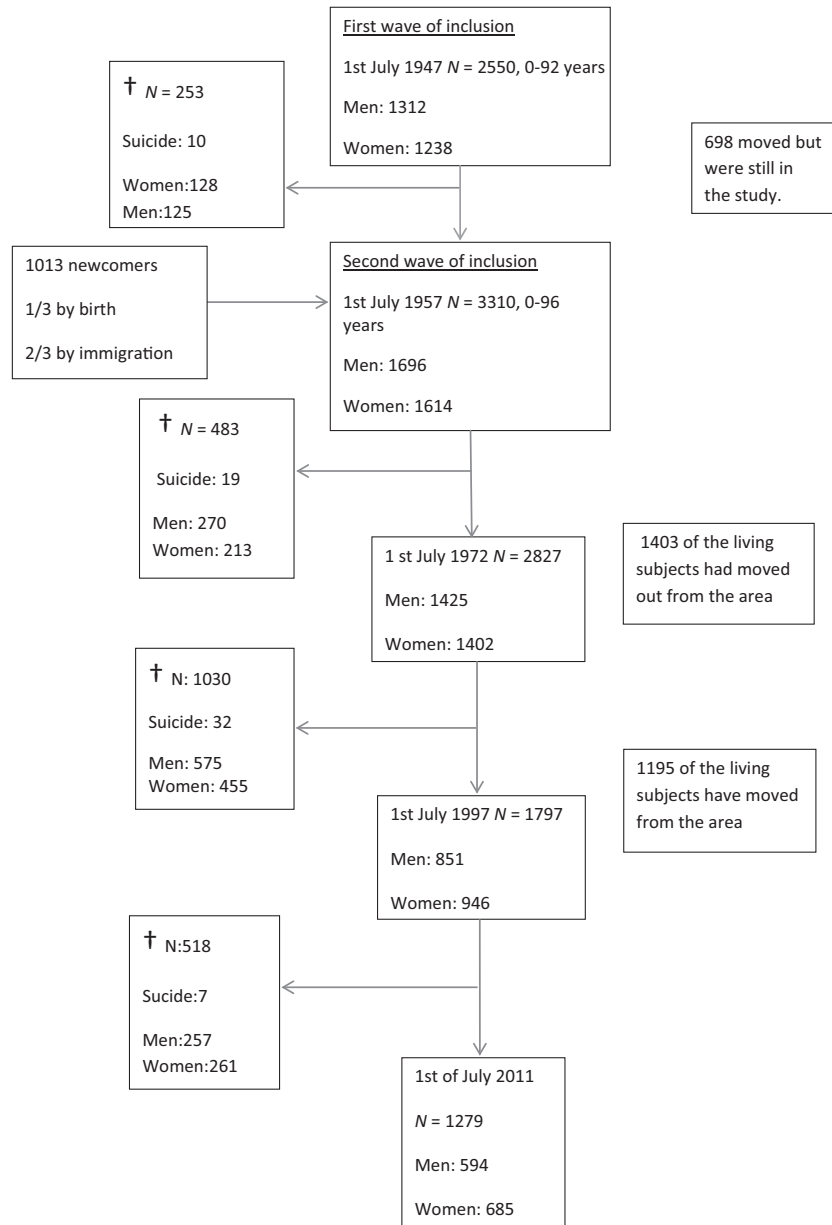 First wave of inclusion
1st July 1947 N = 2550, 0-92 years
Men: 1312
Women: 1238
† N = 253
Suicide: 10
Women:128
Men:125
698 moved but
were still in
the study.
1013 newcomers
1/3 by birth
2/3 by immigration
Second wave of inclusion
1st July 1957 N = 3310, 0-96
years
Men: 1696
Women: 1614
† N = 483
Suicide: 19
Men: 270
Women: 213
1 st July 1972 N = 2827
Men: 1425
Women: 1402
1403 of the living
subjects had moved
out from the area
† N: 1030
Suicide: 32
Men: 575
Women: 455
1st July 1997 N = 1797
Men: 851
Women: 946
1195 of the living
subjects have moved
from the area
† N:518
Sucide:7
Men:257
Women:261
1st of July 2011
N = 1279
Men: 594
Women: 685